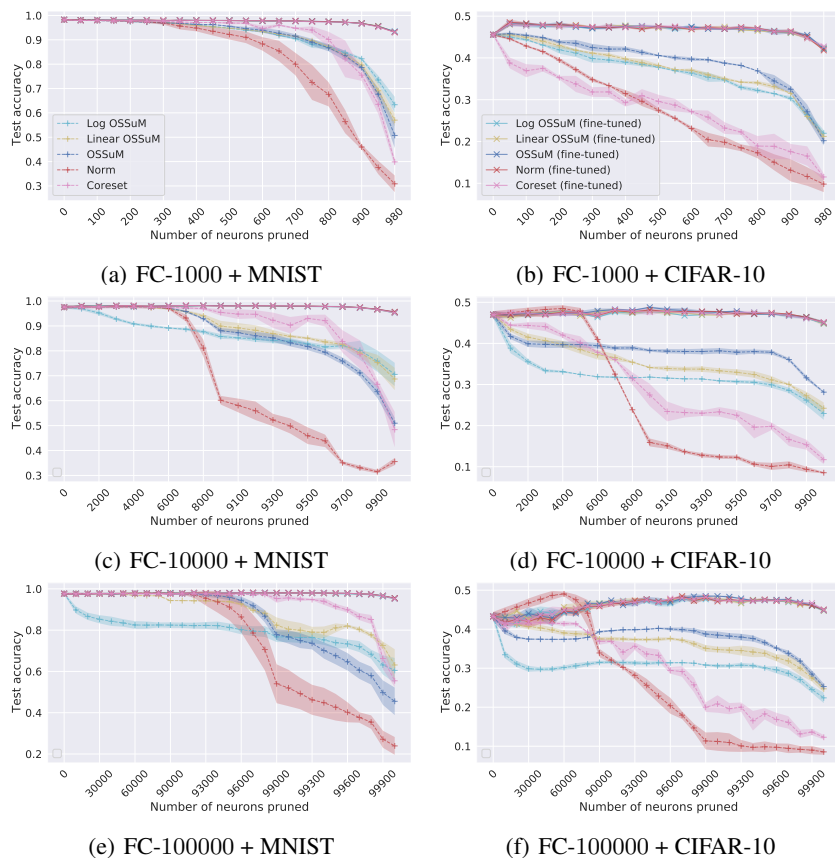 1.0
0.9
0.8
0.7
0.6
0.5
0.4
0.3
Test accuracy
Log OSSuM
Linear OSSuM
OSSuM
Norm
Coreset
0 100 200 300 400 500 600 700 800 900 980
Number of neurons pruned
(a) FC-1000 + MNIST
0.5
0.4
0.3
0.2
0.1
Test accuracy
Log OSSuM (fine-tuned)
Linear OSSuM (fine-tuned)
OSSuM (fine-tuned)
Norm (fine-tuned)
Coreset (fine-tuned)
0 100 200 300 400 500 600 700 800 900 980
Number of neurons pruned
(b) FC-1000 + CIFAR-10
1.0
0.9
0.8
0.7
0.6
0.5
0.4
0.3
Test accuracy
0 2000 4000 6000 8000 9100 9300 9500 9700 9900
Number of neurons pruned
(c) FC-10000 + MNIST
0.5
0.4
0.3
0.2
0.1
Test accuracy
0 2000 4000 6000 8000 9100 9300 9500 9700 9900
Number of neurons pruned
(d) FC-10000 + CIFAR-10
1.0
0.8
0.6
0.4
0.2
Test accuracy
0 30000 60000 90000 93000 96000 99000 99300 99600 99900
Number of neurons pruned
(e) FC-100000 + MNIST
0.5
0.4
0.3
0.2
0.1
Test accuracy
0 30000 60000 90000 93000 96000 99000 99300 99600 99900
Number of neurons pruned
(f) FC-100000 + CIFAR-10